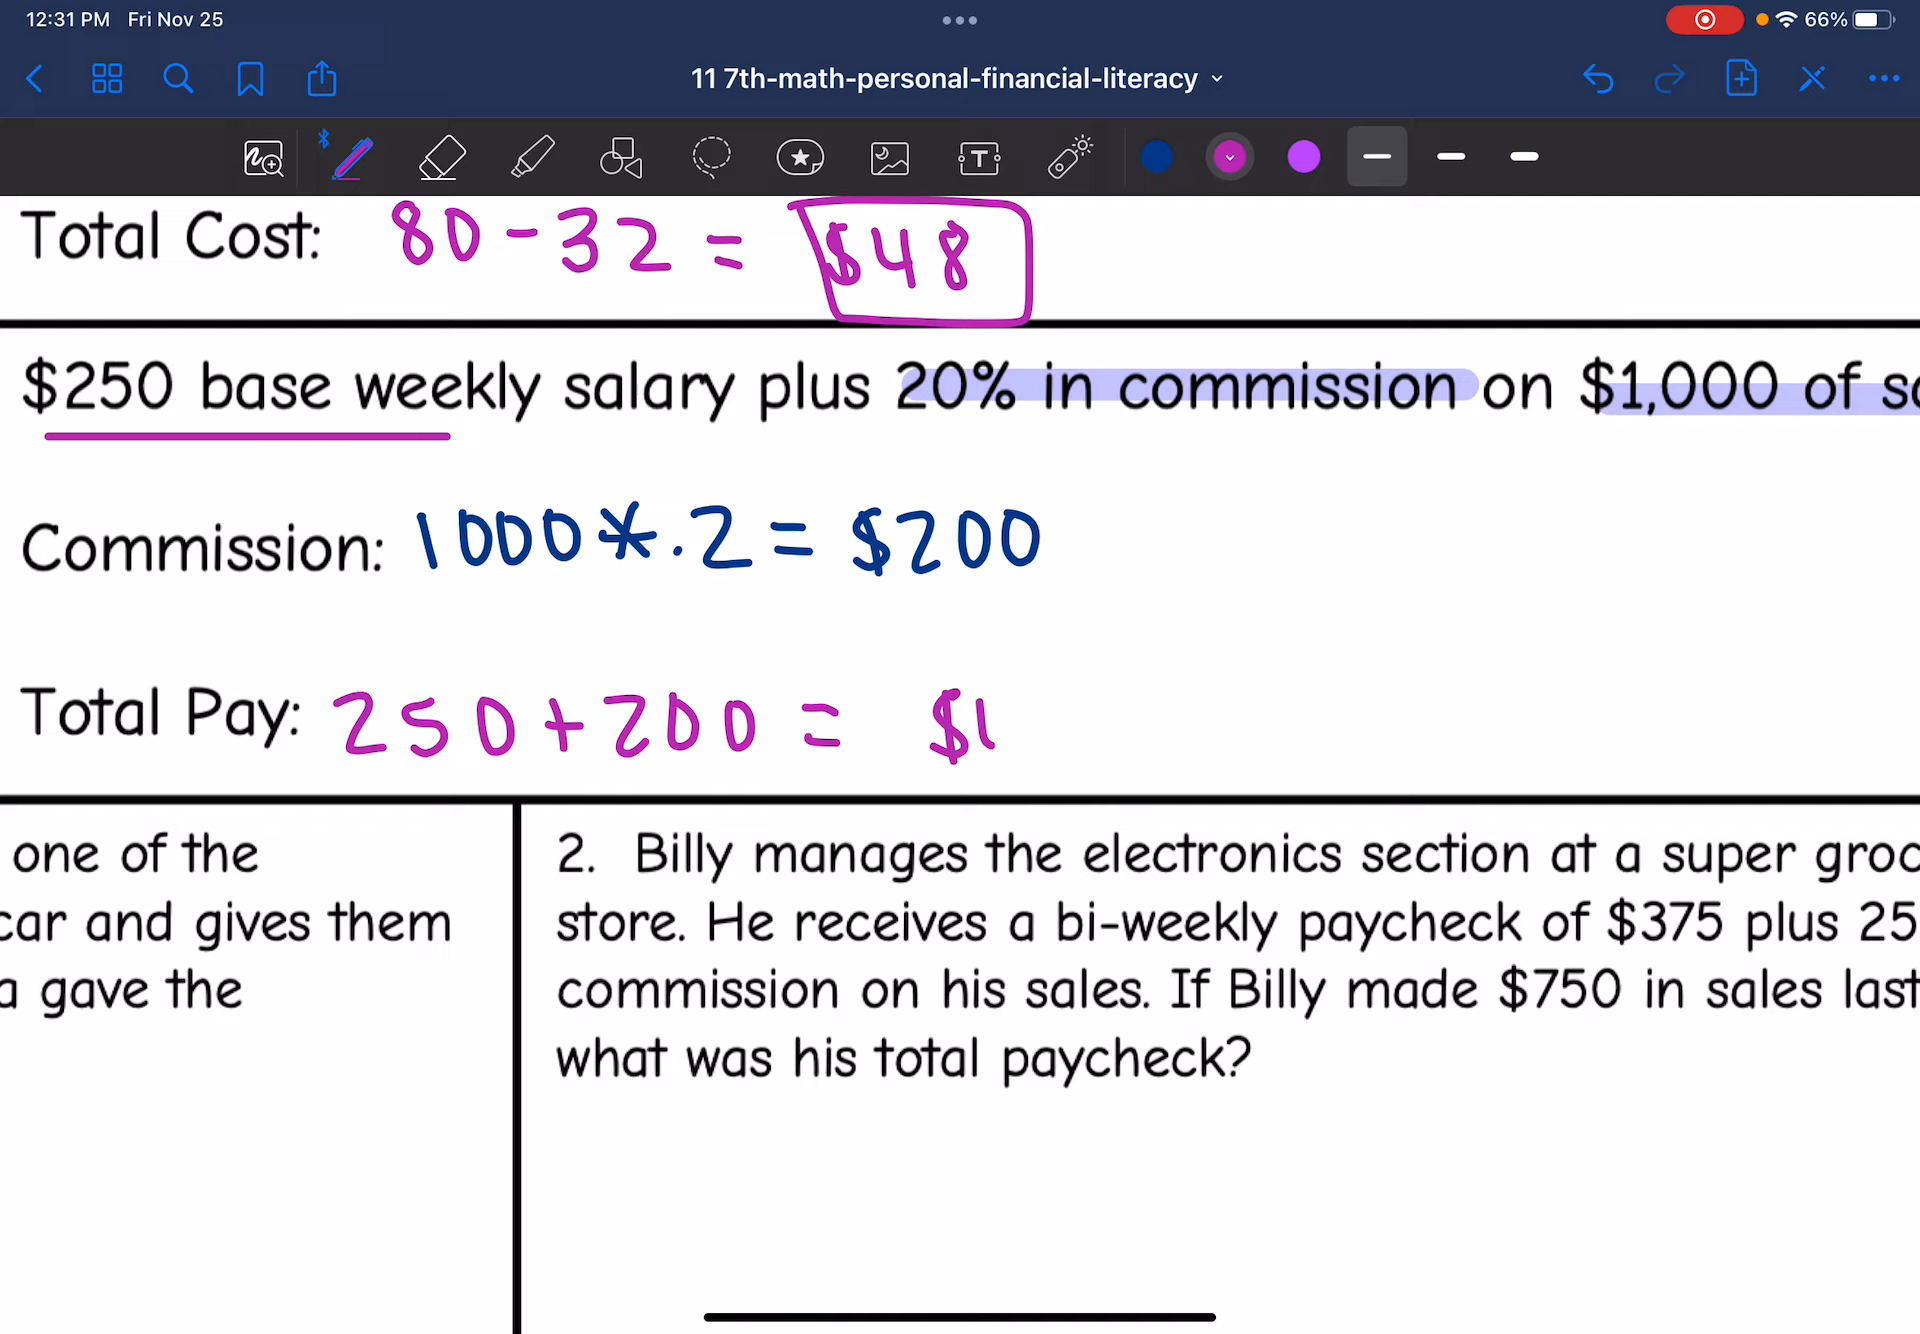 12:31 PM Fri Nov 25
66%
11 7th-math-personal-financial-literacy
T
Total Cost: 80-32 = $48
$250 base weekly salary plus 20% in commission on $1,000 of sa
Commission: 1000*.2 = $200
Total Pay: 250+200 = $
one of the
car and gives them
a gave the
2. Billy manages the electronics section at a super groc
store. He receives a bi-weekly paycheck of $375 plus 25
commission on his sales. If Billy made $750 in sales last
what was his total paycheck?